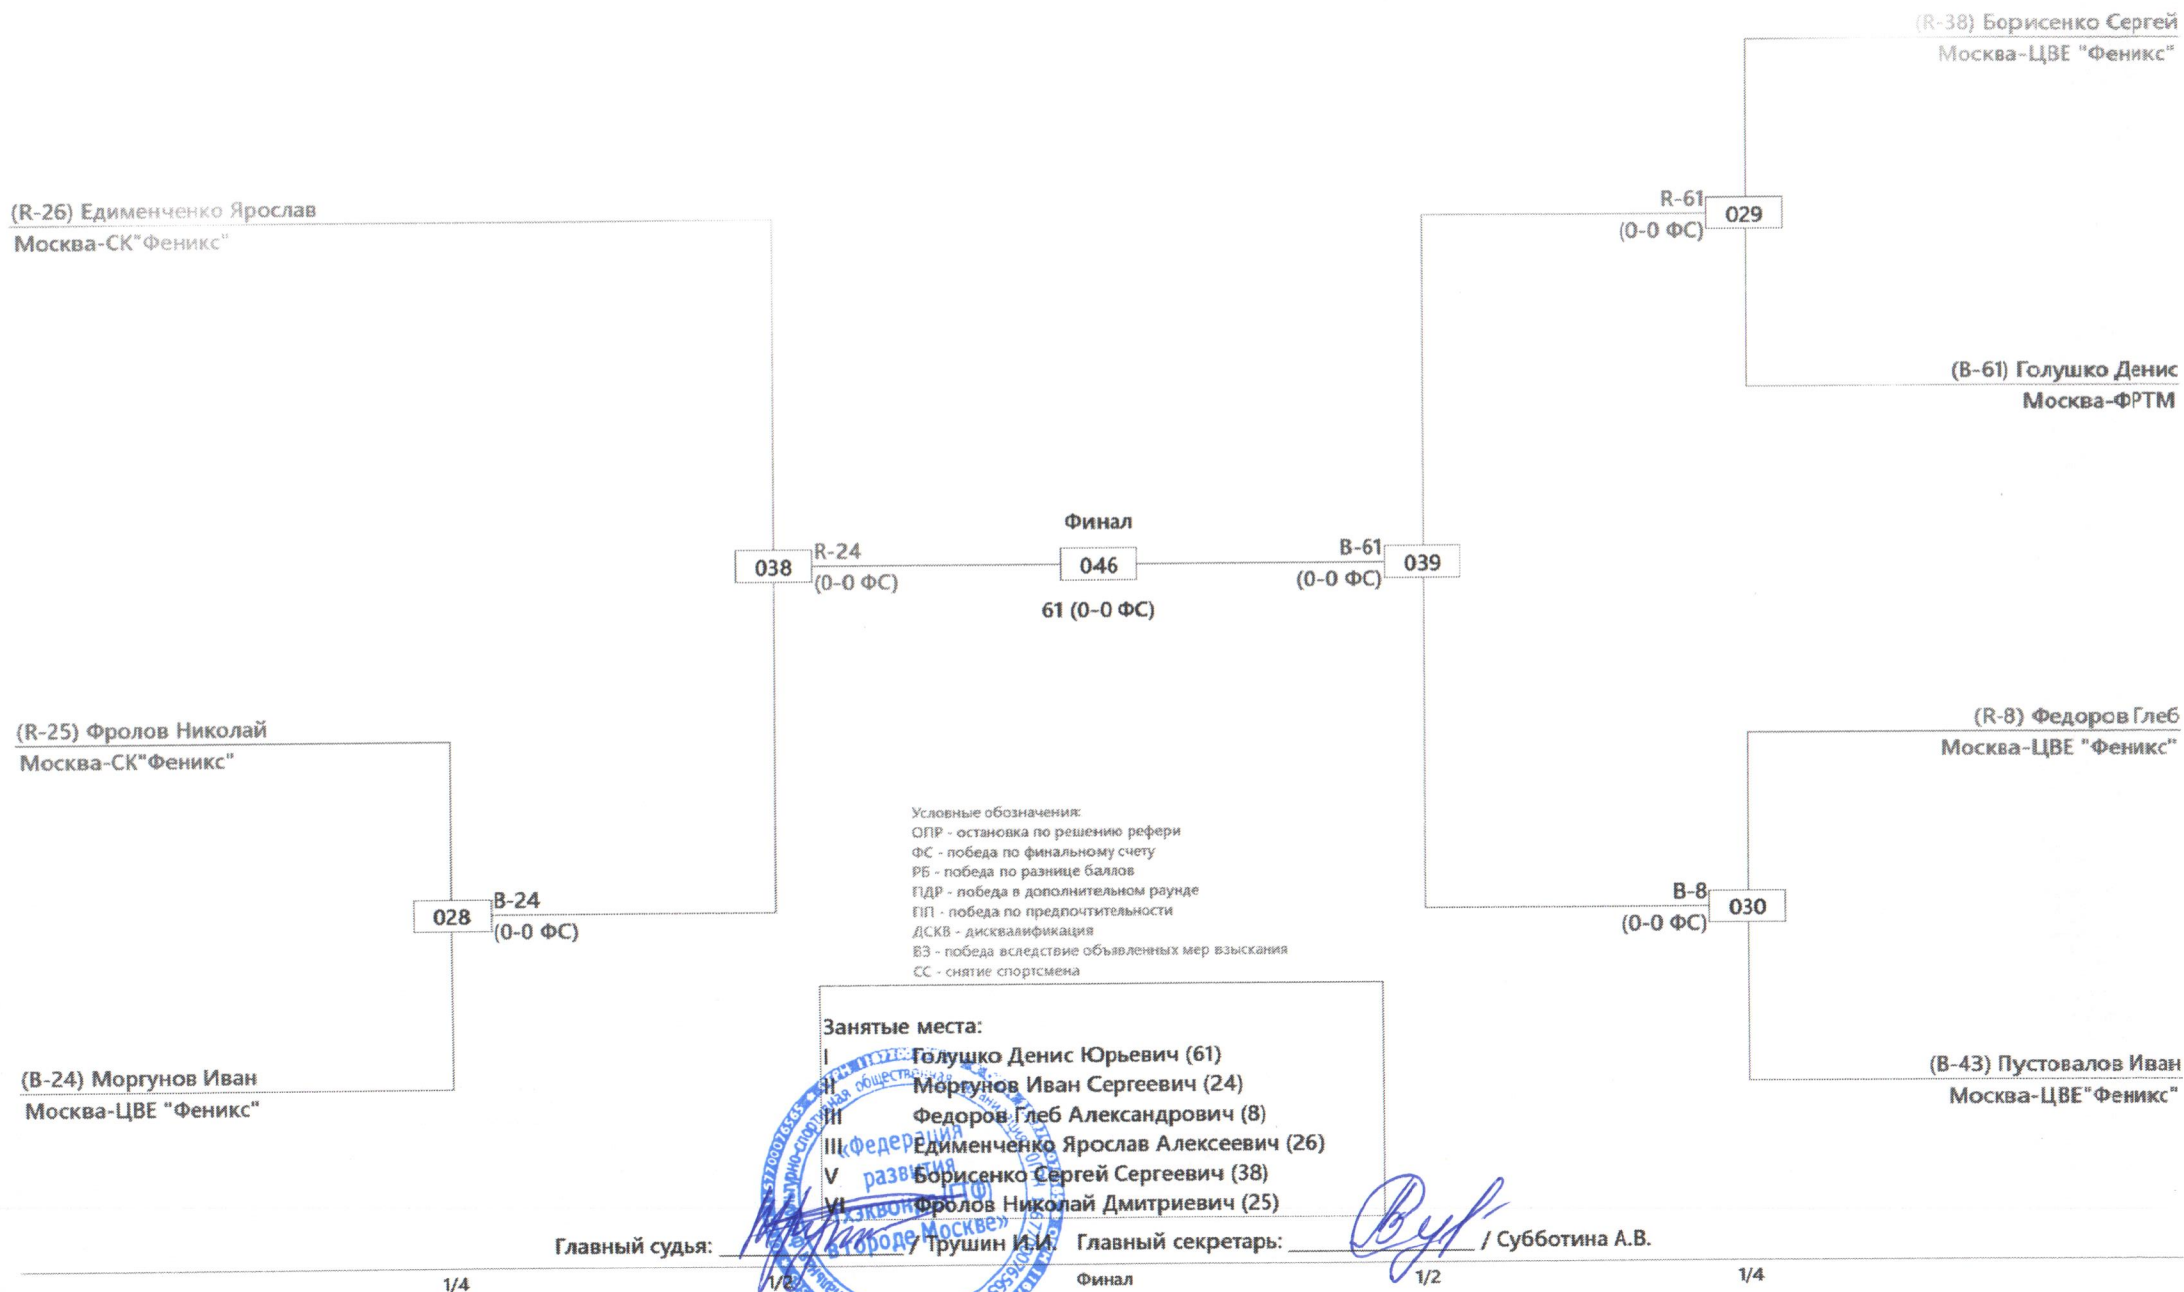 (R-38) Борисенко Сергей
Москва-ЦВЕ "Феникс"
(R-26) Едименченко Ярослав
Москва-СК"Феникс"
R-61
029
(0-0 ФС)
(B-61) Голушко Денис
Москва-ФРТМ
Финал
038
R-24
(0-0 ФС)
046
B-61
(0-0 ФС)
039
61 (0-0 ФС)
(R-25) Фролов Николай
Москва-СК"Феникс"
(R-8) Федоров Глеб
Москва-ЦВЕ "Феникс"
Условные обозначения:
ОПР - остановка по решению рефери
ФС - победа по финальному счету
РБ - победа по разнице баллов
ПДР - победа в дополнительном раунде
ПП - победа по предпочтительности
ДСКВ - дисквалификация
ВЗ - победа вследствие объявленных мер взыскания
СС - снятие спортсмена
028
B-24
(0-0 ФС)
B-8
(0-0 ФС)
030
(B-24) Моргунов Иван
Москва-ЦВЕ "Феникс"
(B-43) Пустовалов Иван
Москва-ЦВЕ"Феникс"
Занятые места:
I Голушко Денис Юрьевич (61)
II Моргунов Иван Сергеевич (24)
III Федоров Глеб Александрович (8)
III Едименченко Ярослав Алексеевич (26)
V Борисенко Сергей Сергеевич (38)
VI Фролов Николай Дмитриевич (25)
«Федерация
развития
(ГТФ)
в городе Москве»
Главный судья: / Трушин И.И. Главный секретарь: / Субботина А.В.
1/4 1/2 Финал 1/2 1/4